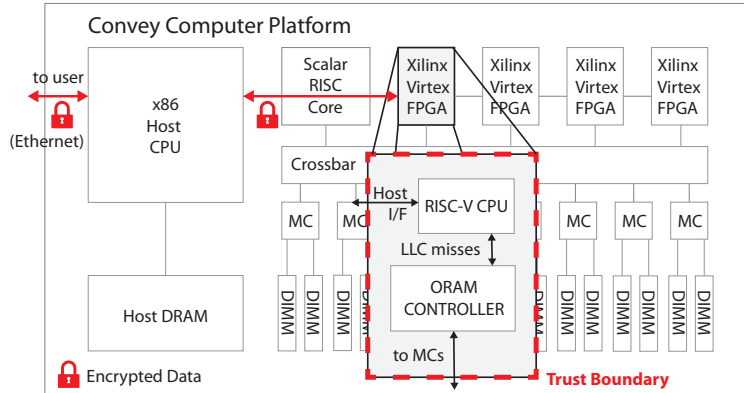 Convey Computer Platform
to user
(Ethernet)
x86
Host
CPU
Scalar
RISC
Core
Xilinx
Virtex
FPGA
Xilinx
Virtex
FPGA
Xilinx
Virtex
FPGA
Xilinx
Virtex
FPGA
Crossbar
Host
I/F
RISC-V CPU
MC
MC
MC
MC
LLC misses
Host DRAM
DIMM
DIMM
DIMM
DIMM
ORAM
CONTROLLER
DIMM
DIMM
DIMM
DIMM
DIMM
to MCs
Encrypted Data
Trust Boundary